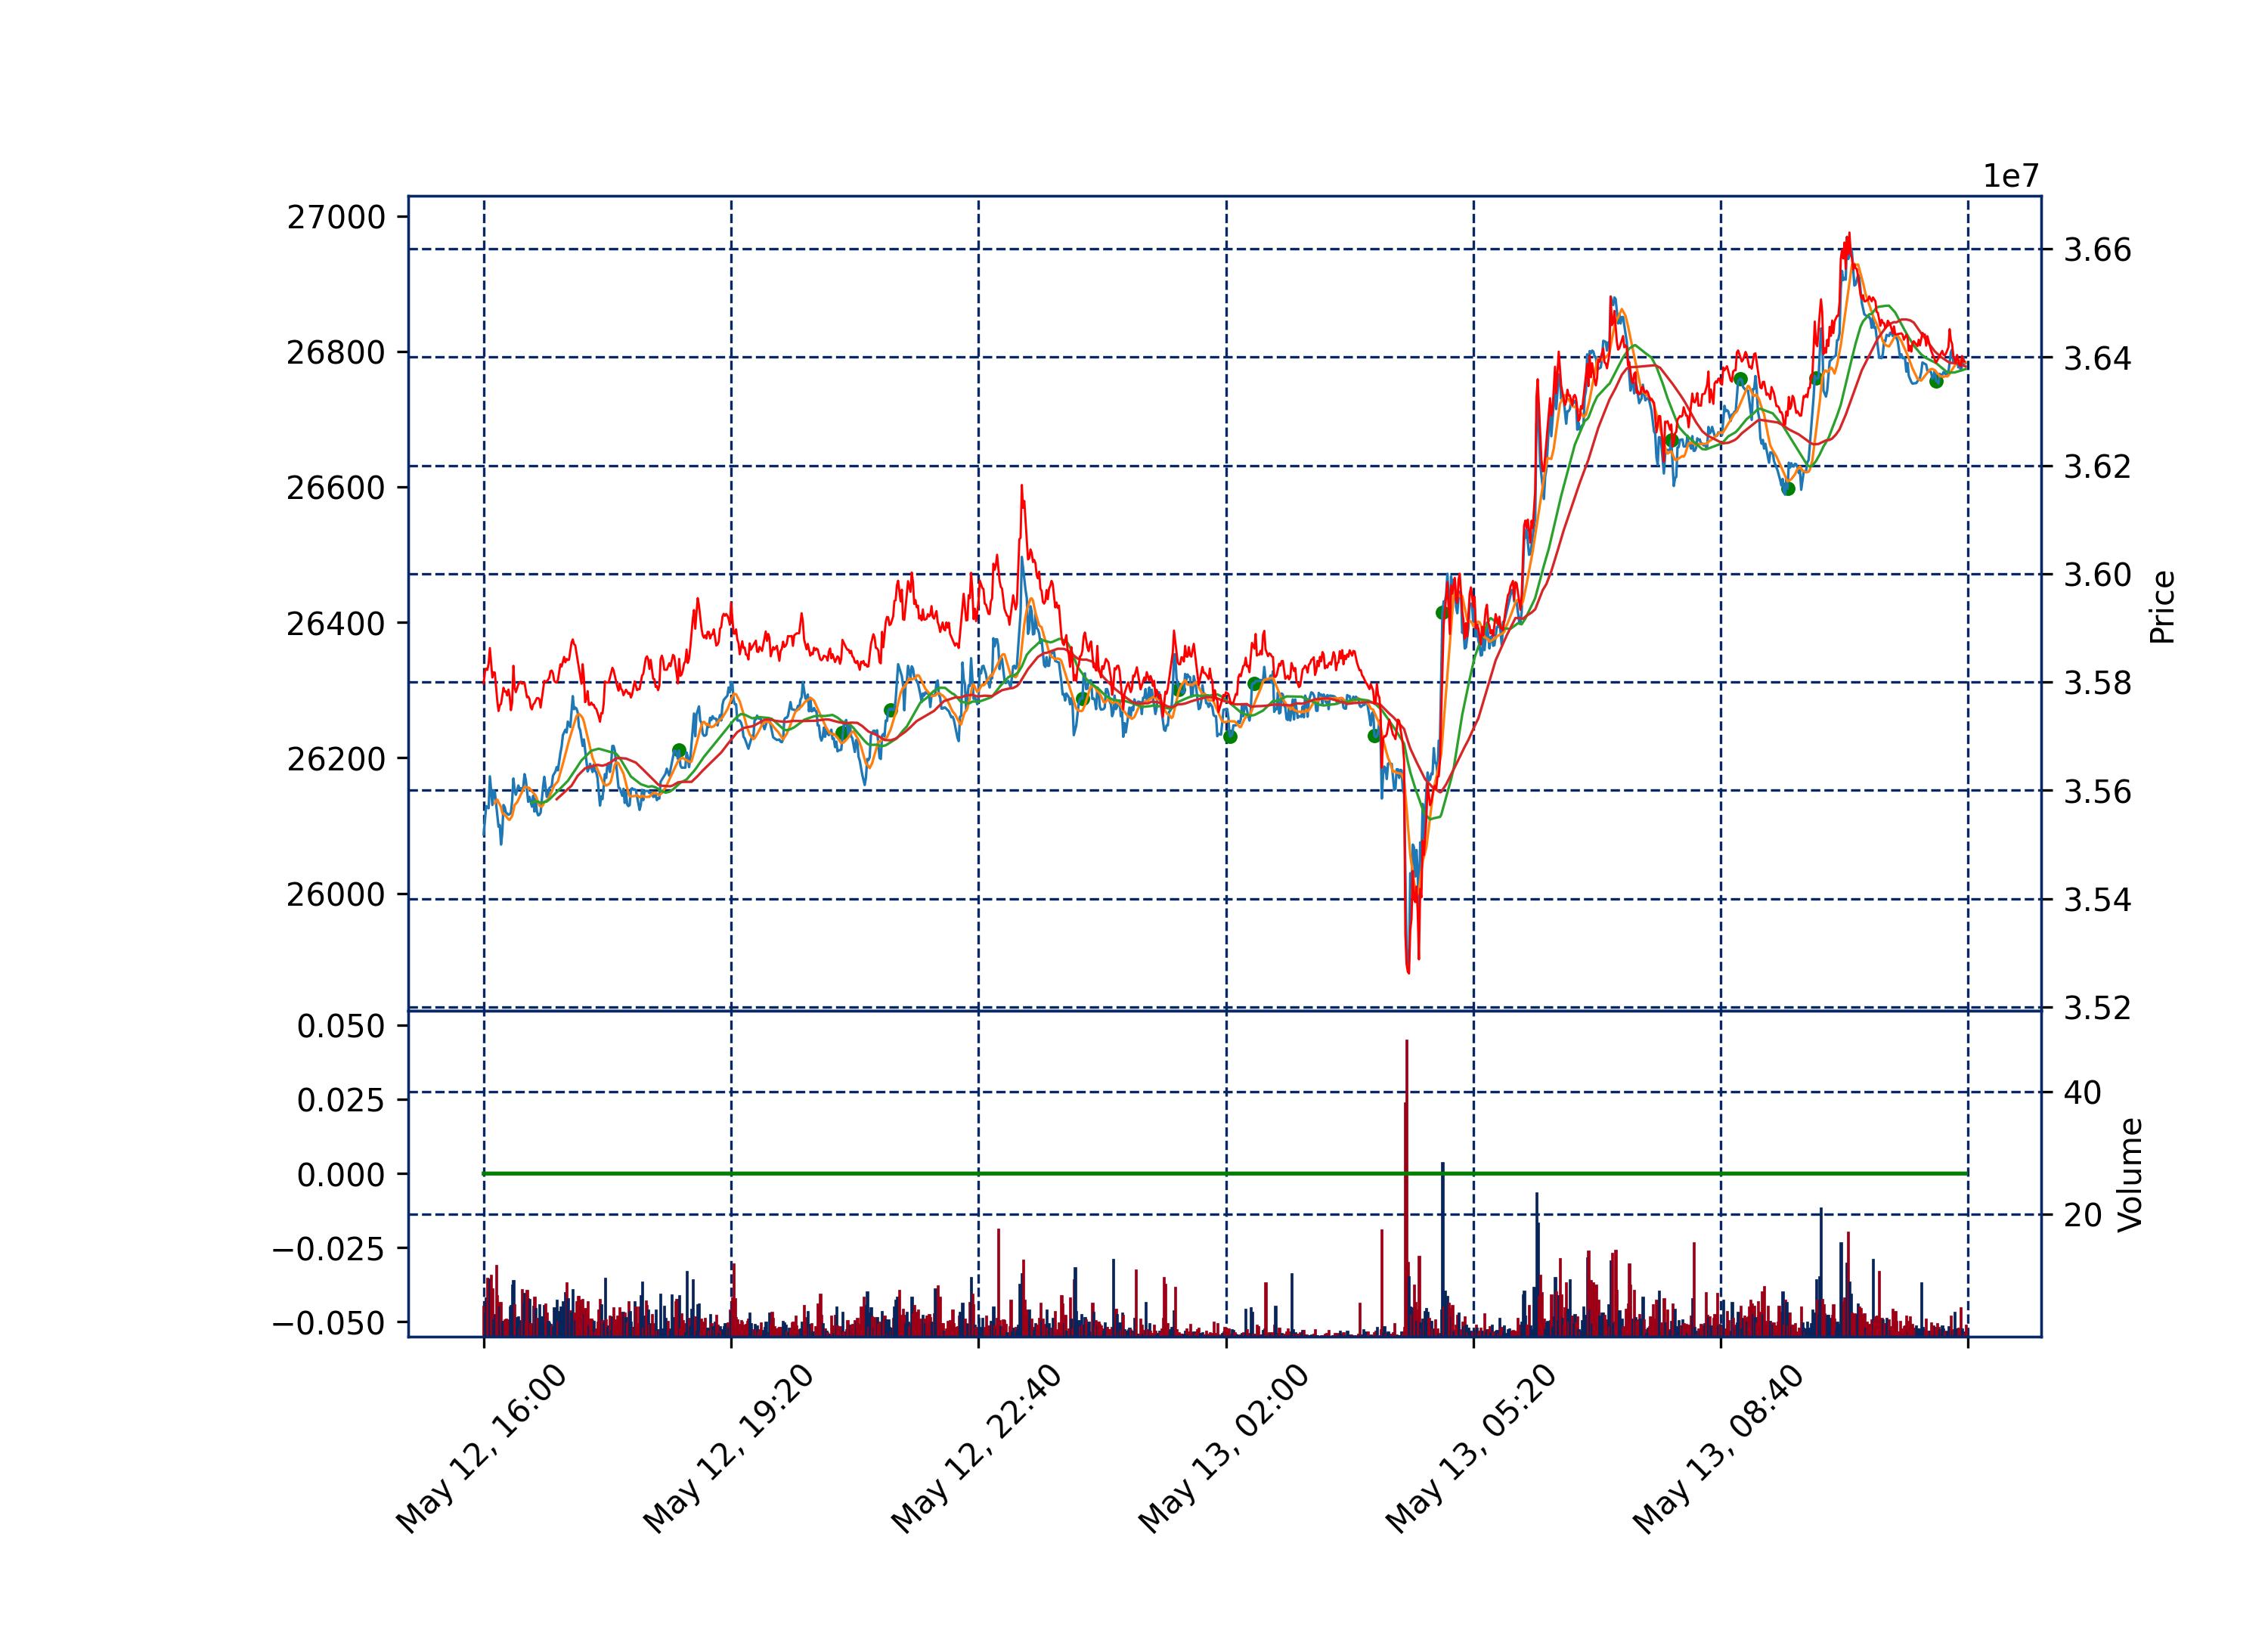 1e7
27000
26800
26600
26400
26200
26000
3.66
3.64
3.62
3.60
3.58
3.56
3.54
3.52
Price
0.050
0.025
0.000
−0.025
−0.050
40
20
Volume
May 12, 16:00
May 12, 19:20
May 12, 22:40
May 13, 02:00
May 13, 05:20
May 13, 08:40